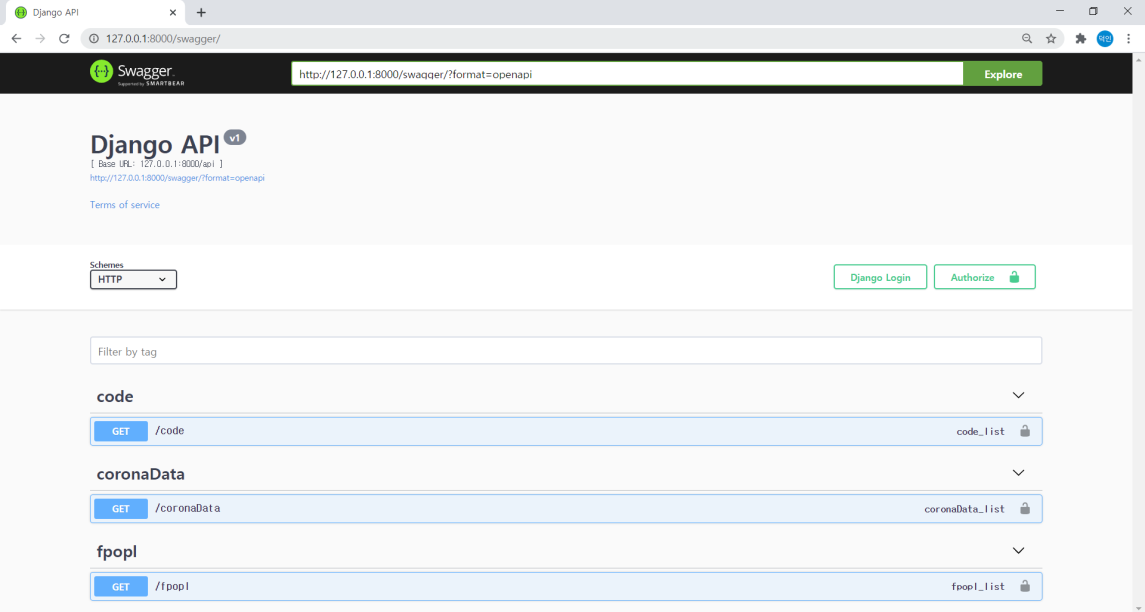 Django API
127.0.0.1:8000/swagger/
덕인
Swagger
Supported by SMARTBEAR
http://127.0.0.1:8000/swagger/?format=openapi
Explore
Django API v1
[ Base URL: 127.0.0.1:8000/api ]
http://127.0.0.1:8000/swagger/?format=openapi
Terms of service
Schemes
HTTP
Django Login
Authorize
Filter by tag
code
GET /code code_list
coronaData
GET /coronaData coronaData_list
fpopl
GET /fpopl fpopl_list